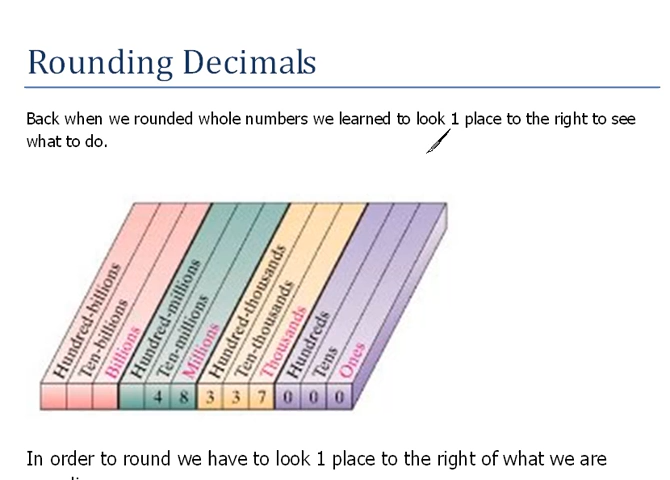 Rounding Decimals
Back when we rounded whole numbers we learned to look 1 place to the right to see
what to do.
Hundred-billions
Ten-billions
Billions
Hundred-millions
Ten-millions
Millions
Hundred-thousands
Ten-thousands
Thousands
Hundreds
Tens
Ones
4 8 3 3 7 0 0 0
In order to round we have to look 1 place to the right of what we are